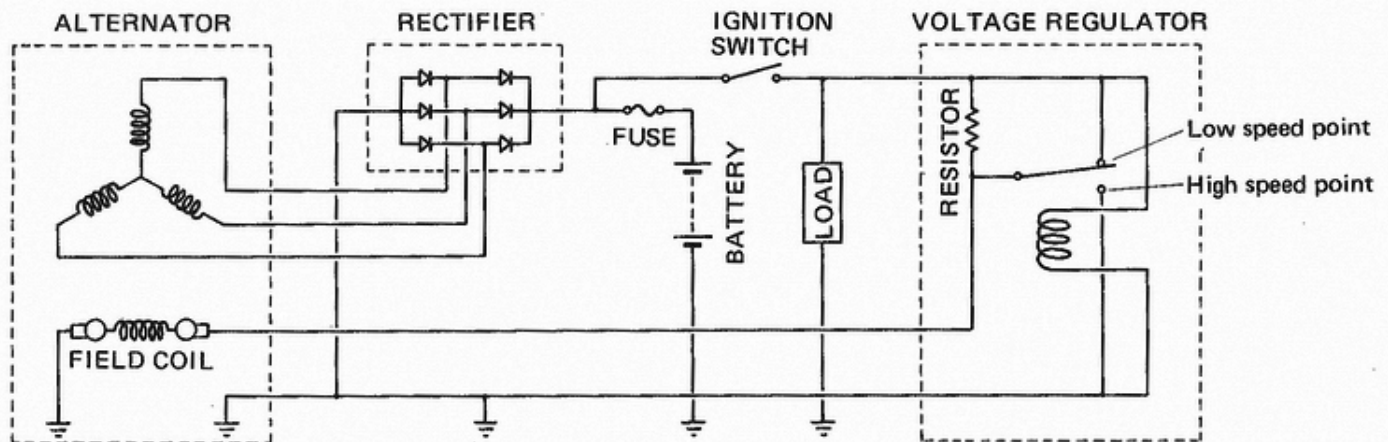 ALTERNATOR
RECTIFIER
IGNITION
SWITCH
VOLTAGE REGULATOR
FUSE
BATTERY
LOAD
RESISTOR
Low speed point
High speed point
FIELD COIL